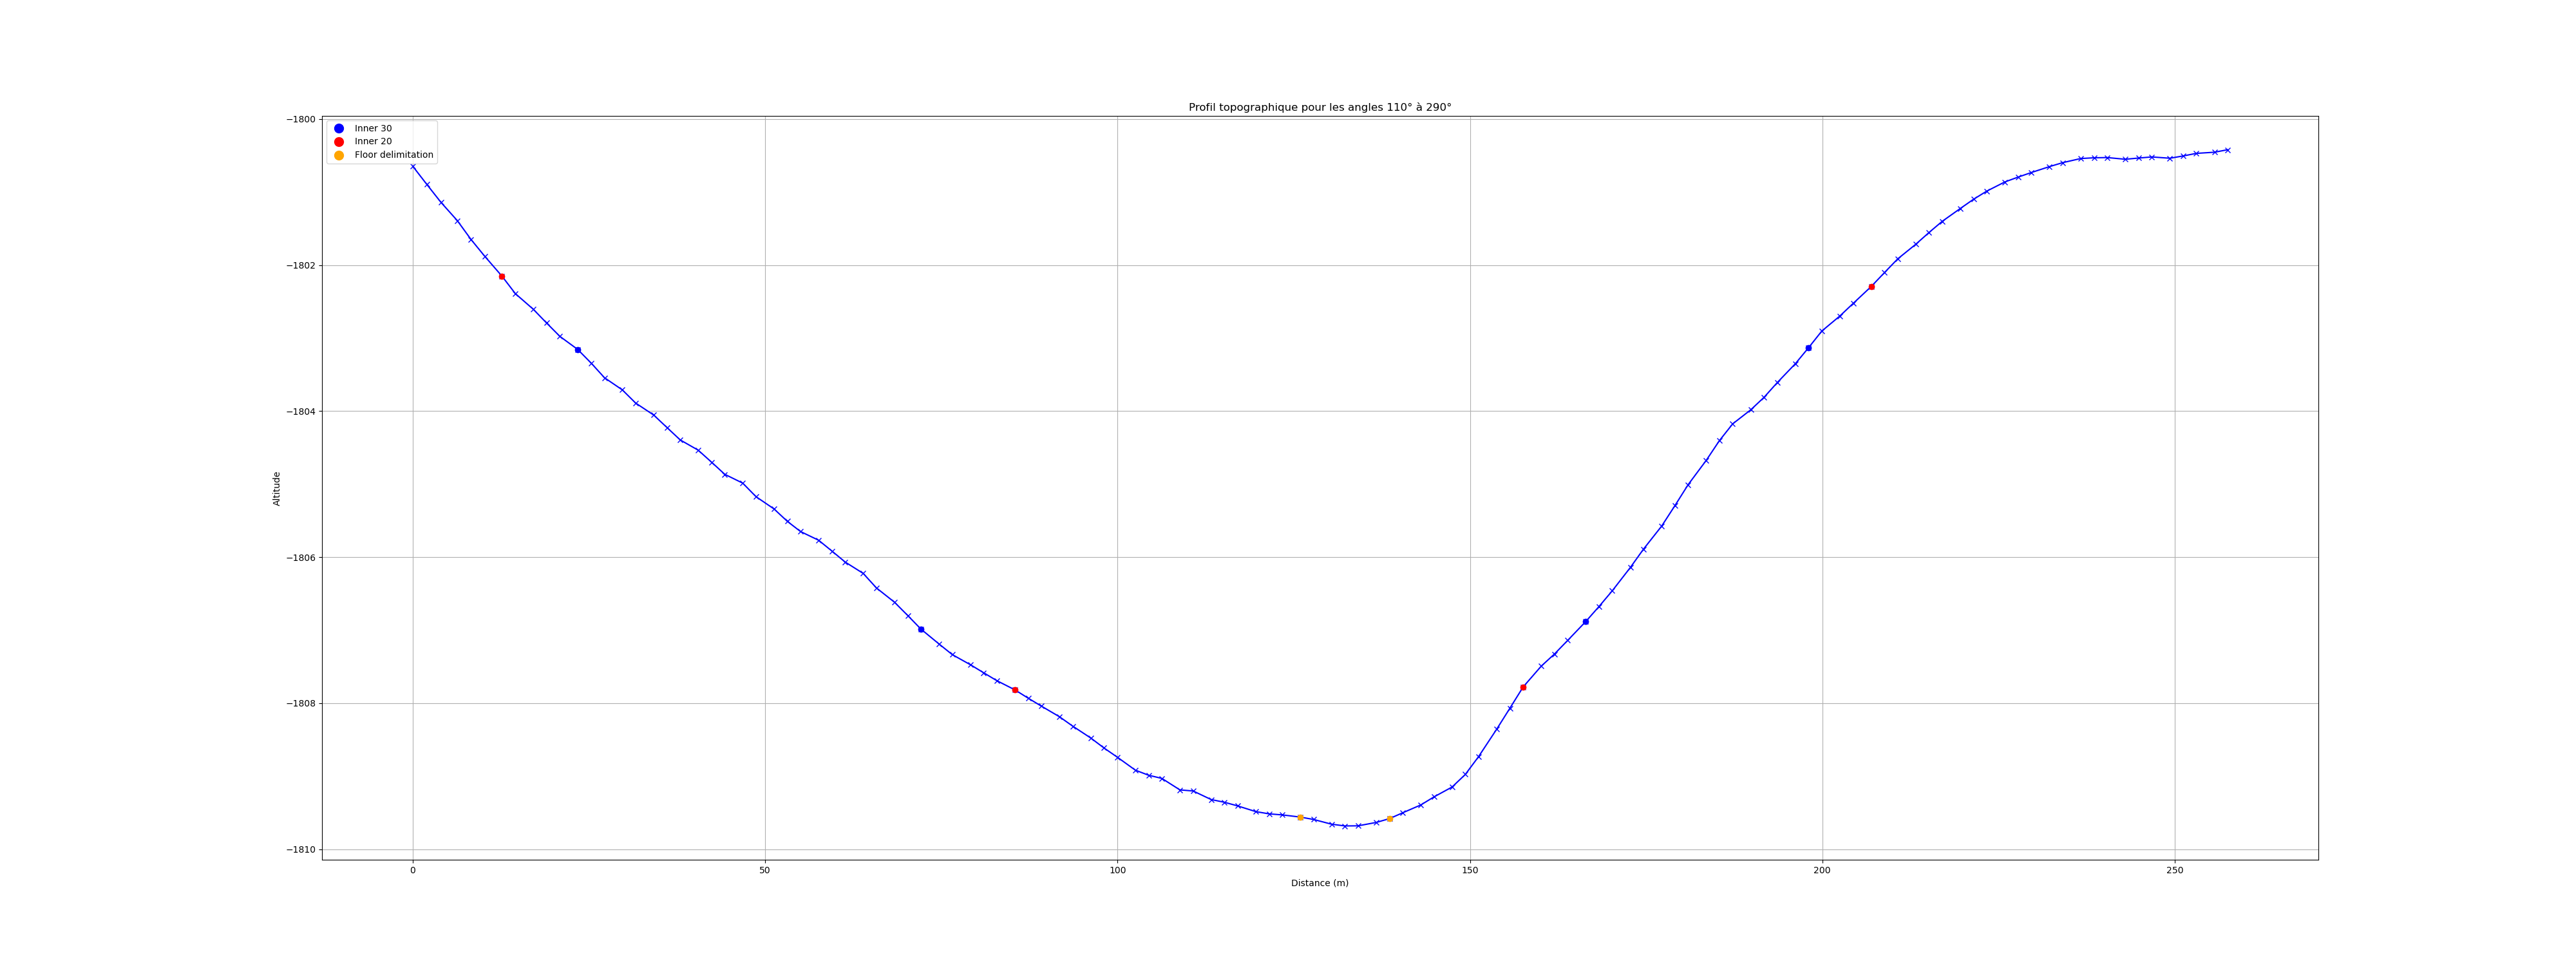 Profil topographique pour les angles 110° à 290°
Inner 30
Inner 20
Floor delimitation
−1800
−1802
−1804
−1806
−1808
−1810
Altitude
0
50
100
150
200
250
Distance (m)